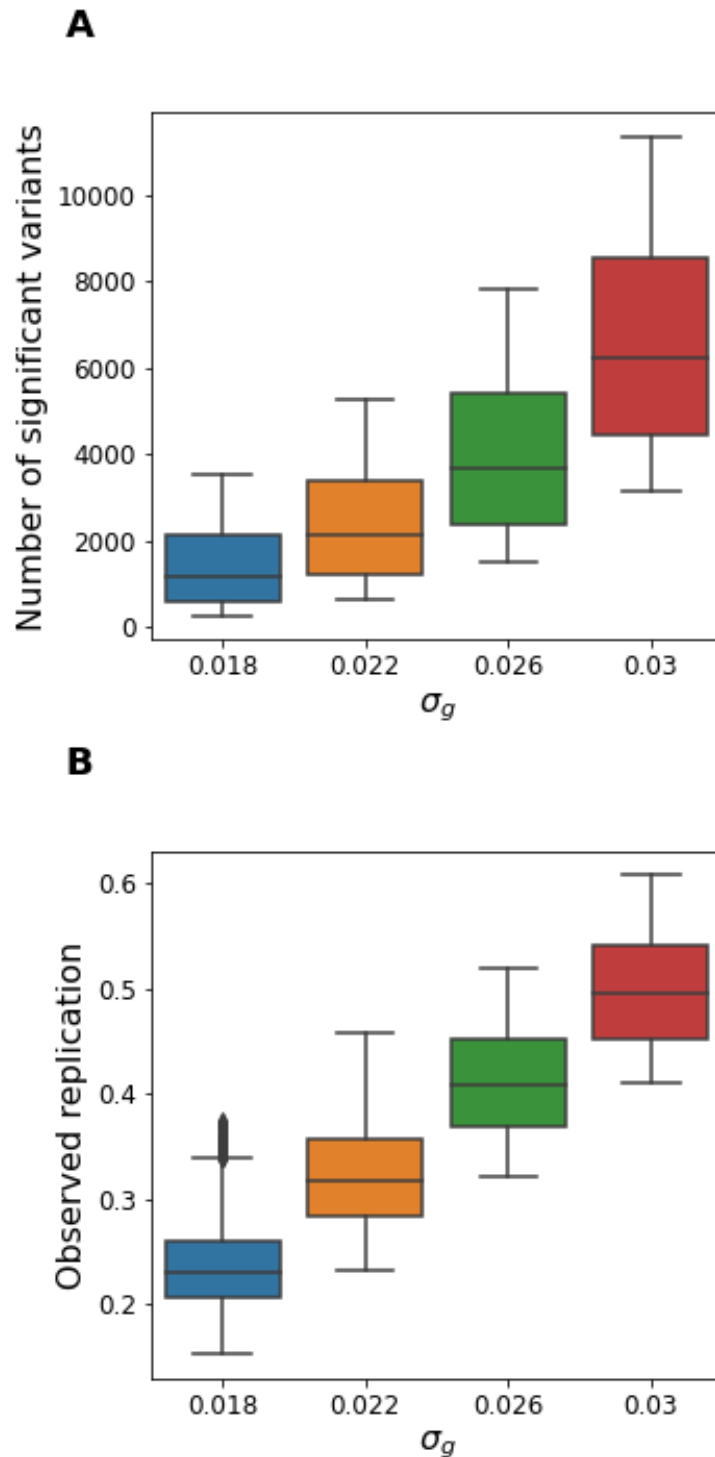 A
Number of significant variants
10000
8000
6000
4000
2000
0
0.018 0.022 0.026 0.03
σg
B
Observed replication
0.6
0.5
0.4
0.3
0.2
0.018 0.022 0.026 0.03
σg